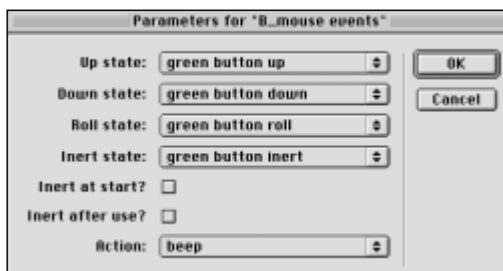 Parameters for "B_mouse events"
Up state: green button up
OK
Down state: green button down
Cancel
Roll state: green button roll
Inert state: green button inert
Inert at start?
Inert after use?
Action: beep